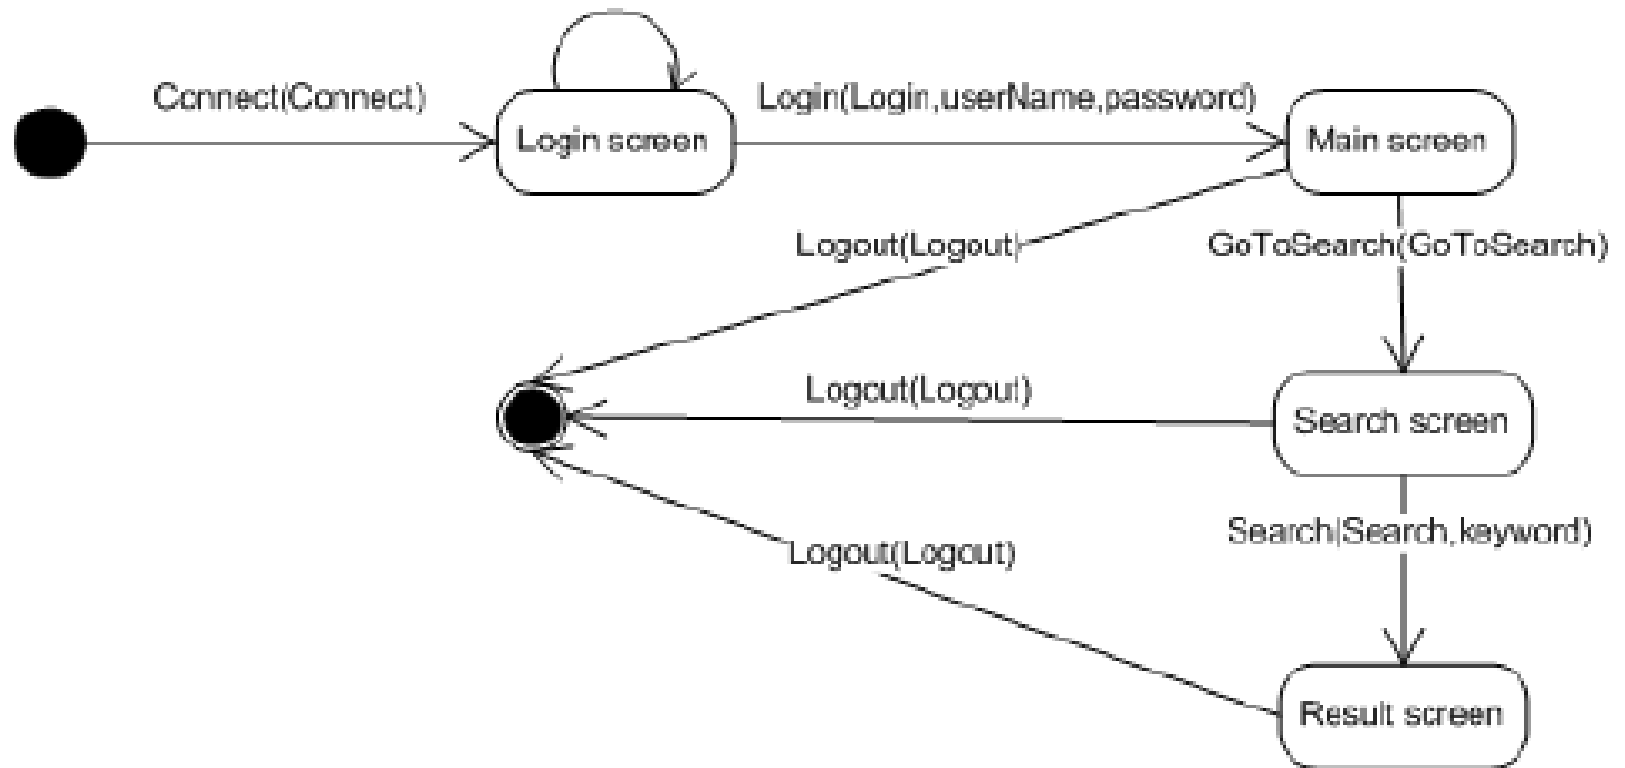 Connect(Connect)
Login(Login,userName,password)
Login screen
Main screen
Logout(Logout)
GoToSearch(GoToSearch)
Logout(Logout)
Search screen
Search(Search,keyword)
Logout(Logout)
Result screen